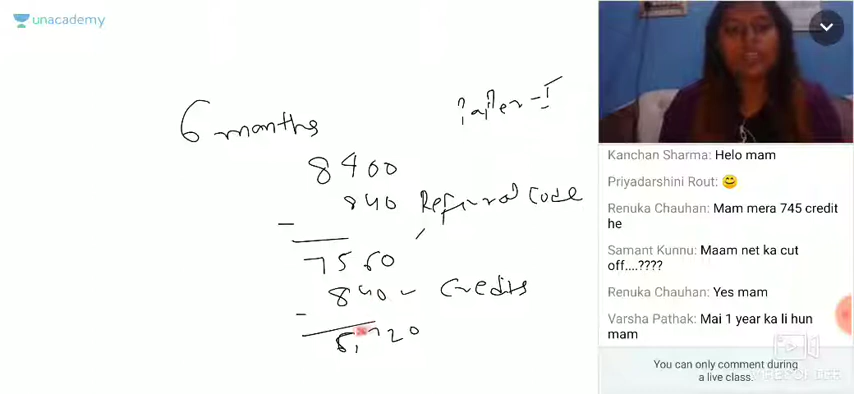 unacademy
Paper-I
6 months
8400
840 Referral Code
-
7560
840 - Credits
-
6,720
Kanchan Sharma: Helo mam
Priyadarshini Rout: 😊
Renuka Chauhan: Mam mera 745 credit
he
Samant Kunnu: Maam net ka cut
off....????
Renuka Chauhan: Yes mam
Varsha Pathak: Mai 1 year ka li hun
mam
You can only comment during
a live class.